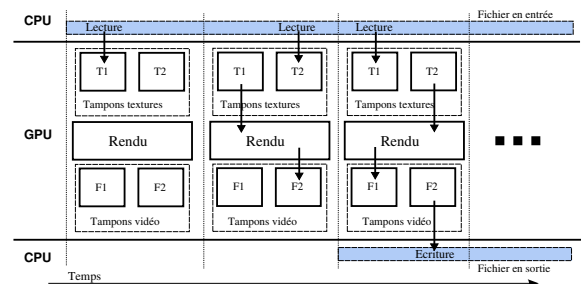 CPU
Fichier en entrée
Lecture Lecture Lecture
T1 T2 T1 T2 T1 T2
Tampons textures Tampons textures Tampons textures
GPU
Rendu Rendu Rendu
F1 F2 F1 F2 F1 F2
Tampons vidéo Tampons vidéo Tampons vidéo
CPU
Ecriture
Fichier en sortie
Temps